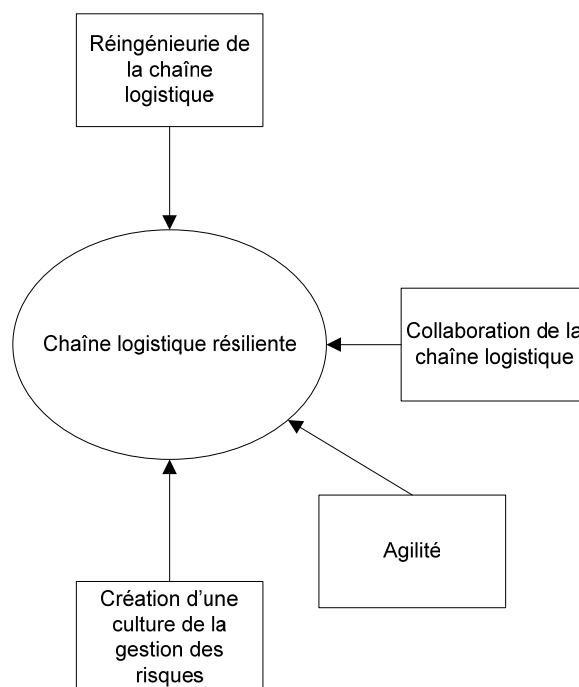 Réingénieurie de
la chaîne
logistique
Chaîne logistique résiliente
Collaboration de la
chaîne logistique
Agilité
Création d'une
culture de la
gestion des
risques